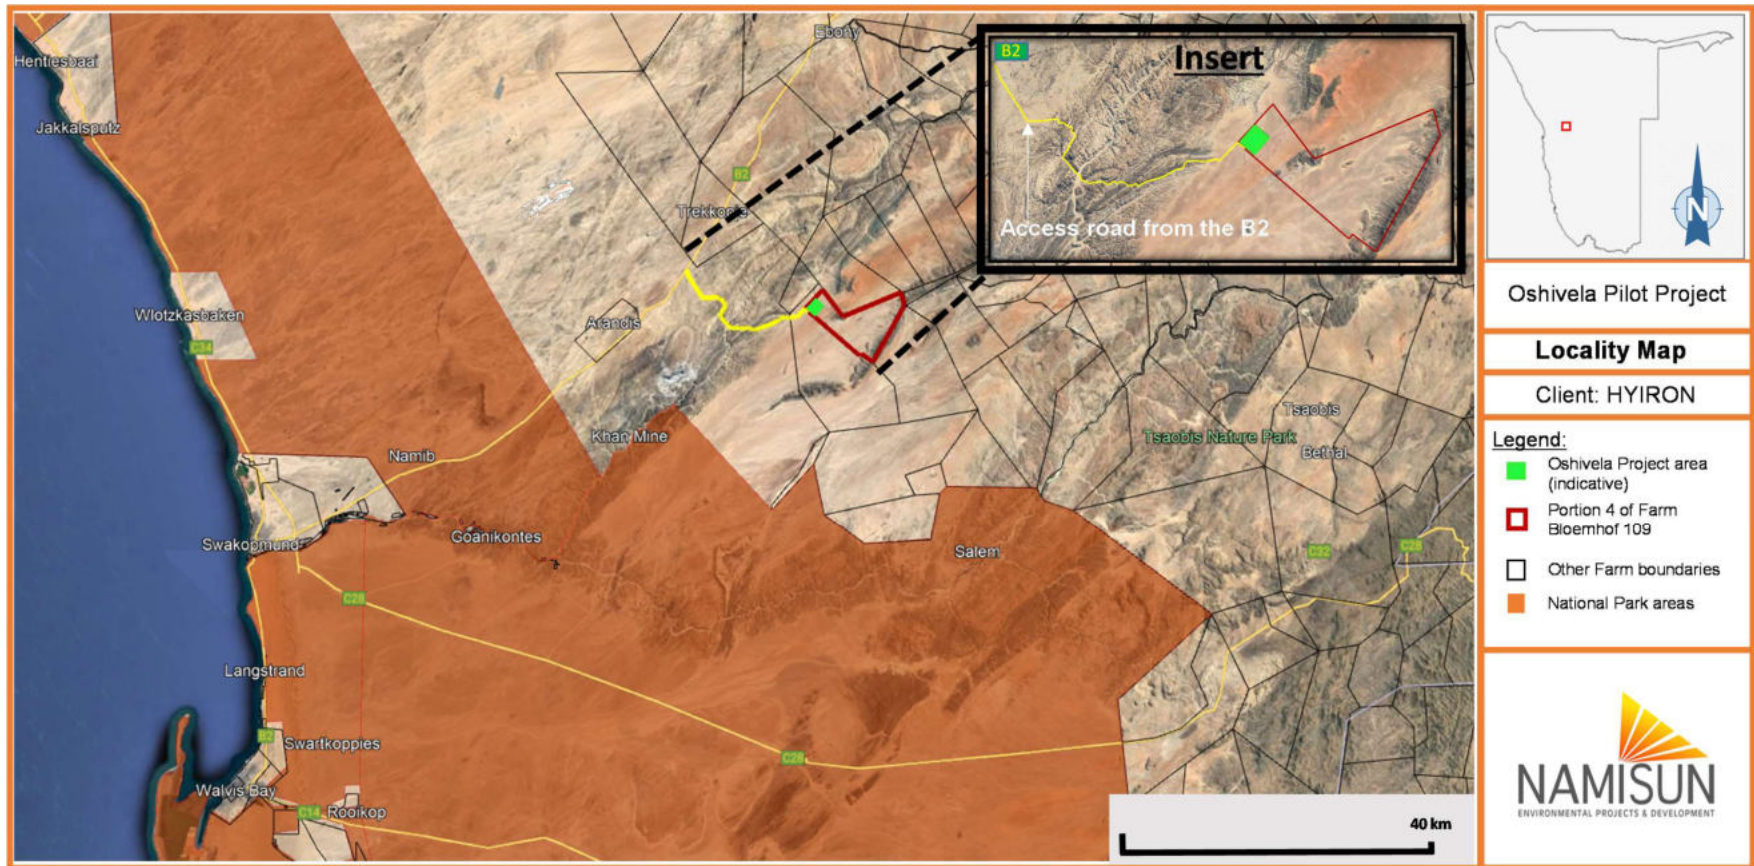 Hentiesbaai
Jakkalsputz
Wlotzkasbaken
C34
Ebony
B2
Trekkopje
Arandis
Khan Mine
Namib
Swakopmund
Goanikontes
Salem
C28
Langstrand
B2
Swartkoppies
Walvis Bay
C14
Rooikop
C28
Tsaobis
Tsaobis Nature Park
Bethal
C32
C28
40 km
B2
Insert
Access road from the B2
N
Oshivela Pilot Project
Locality Map
Client: HYIRON
Legend:
Oshivela Project area
(indicative)
Portion 4 of Farm
Bloemhof 109
Other Farm boundaries
National Park areas
NAMISUN
ENVIRONMENTAL PROJECTS & DEVELOPMENT